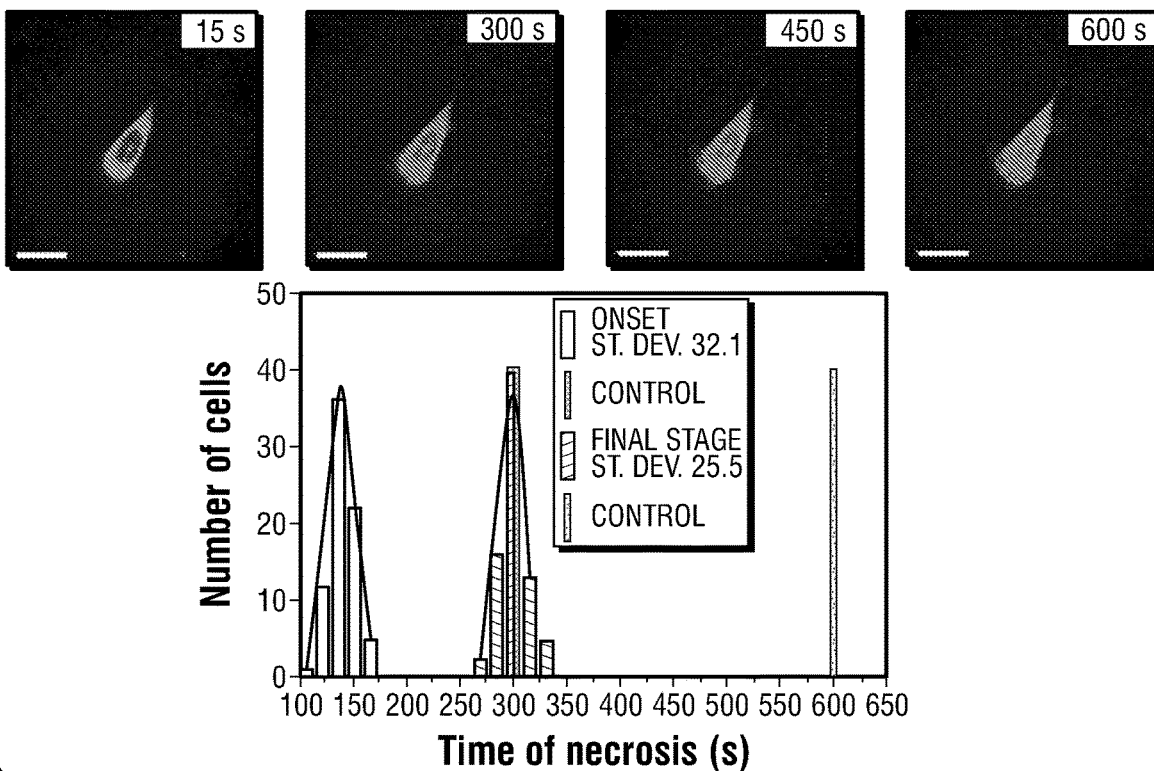 15 s
300 s
450 s
600 s
50
40
30
20
10
0
Number of cells
ONSET
ST. DEV. 32.1
CONTROL
FINAL STAGE
ST. DEV. 25.5
CONTROL
100 150 200 250 300 350 400 450 500 550 600 650
Time of necrosis (s)